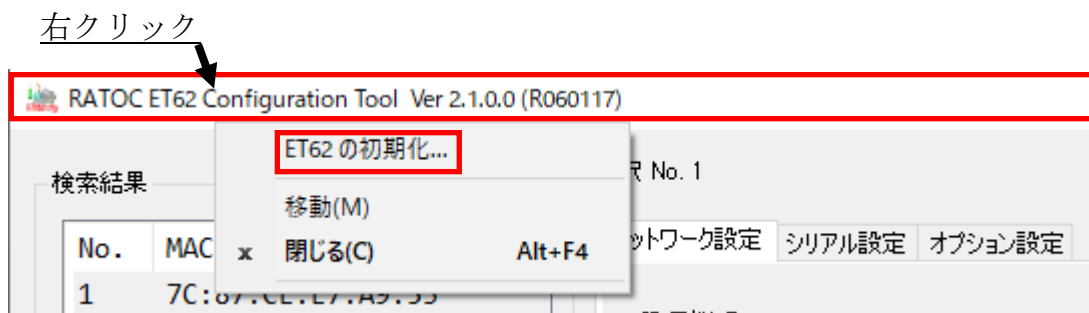 右クリック
RATOC ET62 Configuration Tool Ver 2.1.0.0 (R060117)
ET62 の初期化...
検索結果
No. 1
移動(M)
No. MAC
x 閉じる(C) Alt+F4
ットワーク設定 シリアル設定 オプション設定
1